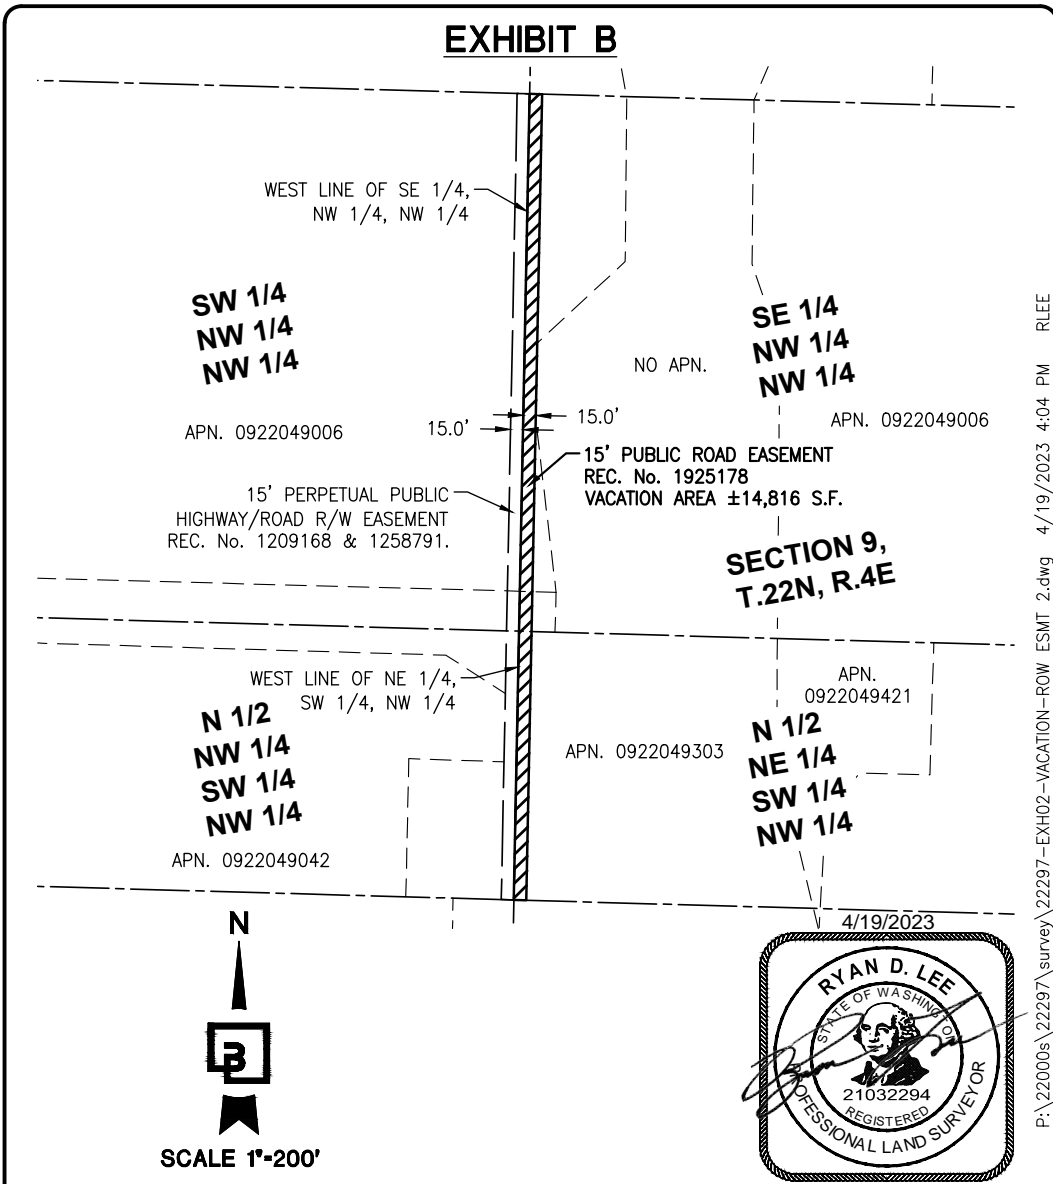 EXHIBIT B
WEST LINE OF SE 1/4,
NW 1/4, NW 1/4
SW 1/4
NW 1/4
NW 1/4
SE 1/4
NW 1/4
NW 1/4
NO APN.
APN. 0922049006
15.0'
15.0'
APN. 0922049006
15' PUBLIC ROAD EASEMENT
REC. No. 1925178
VACATION AREA ±14,816 S.F.
15' PERPETUAL PUBLIC
HIGHWAY/ROAD R/W EASEMENT
REC. No. 1209168 & 1258791.
SECTION 9,
T.22N, R.4E
WEST LINE OF NE 1/4,
SW 1/4, NW 1/4
APN.
0922049421
N 1/2
NW 1/4
SW 1/4
NW 1/4
APN. 0922049303
N 1/2
NE 1/4
SW 1/4
NW 1/4
APN. 0922049042
N
B
SCALE 1"=200'
4/19/2023
RYAN D. LEE
STATE OF WASHINGTON
21032294
REGISTERED
PROFESSIONAL LAND SURVEYOR
P:\22000s\22297\survey\22297-EXH02-VACATION-ROW ESMT 2.dwg 4/19/2023 4:04 PM RLEE